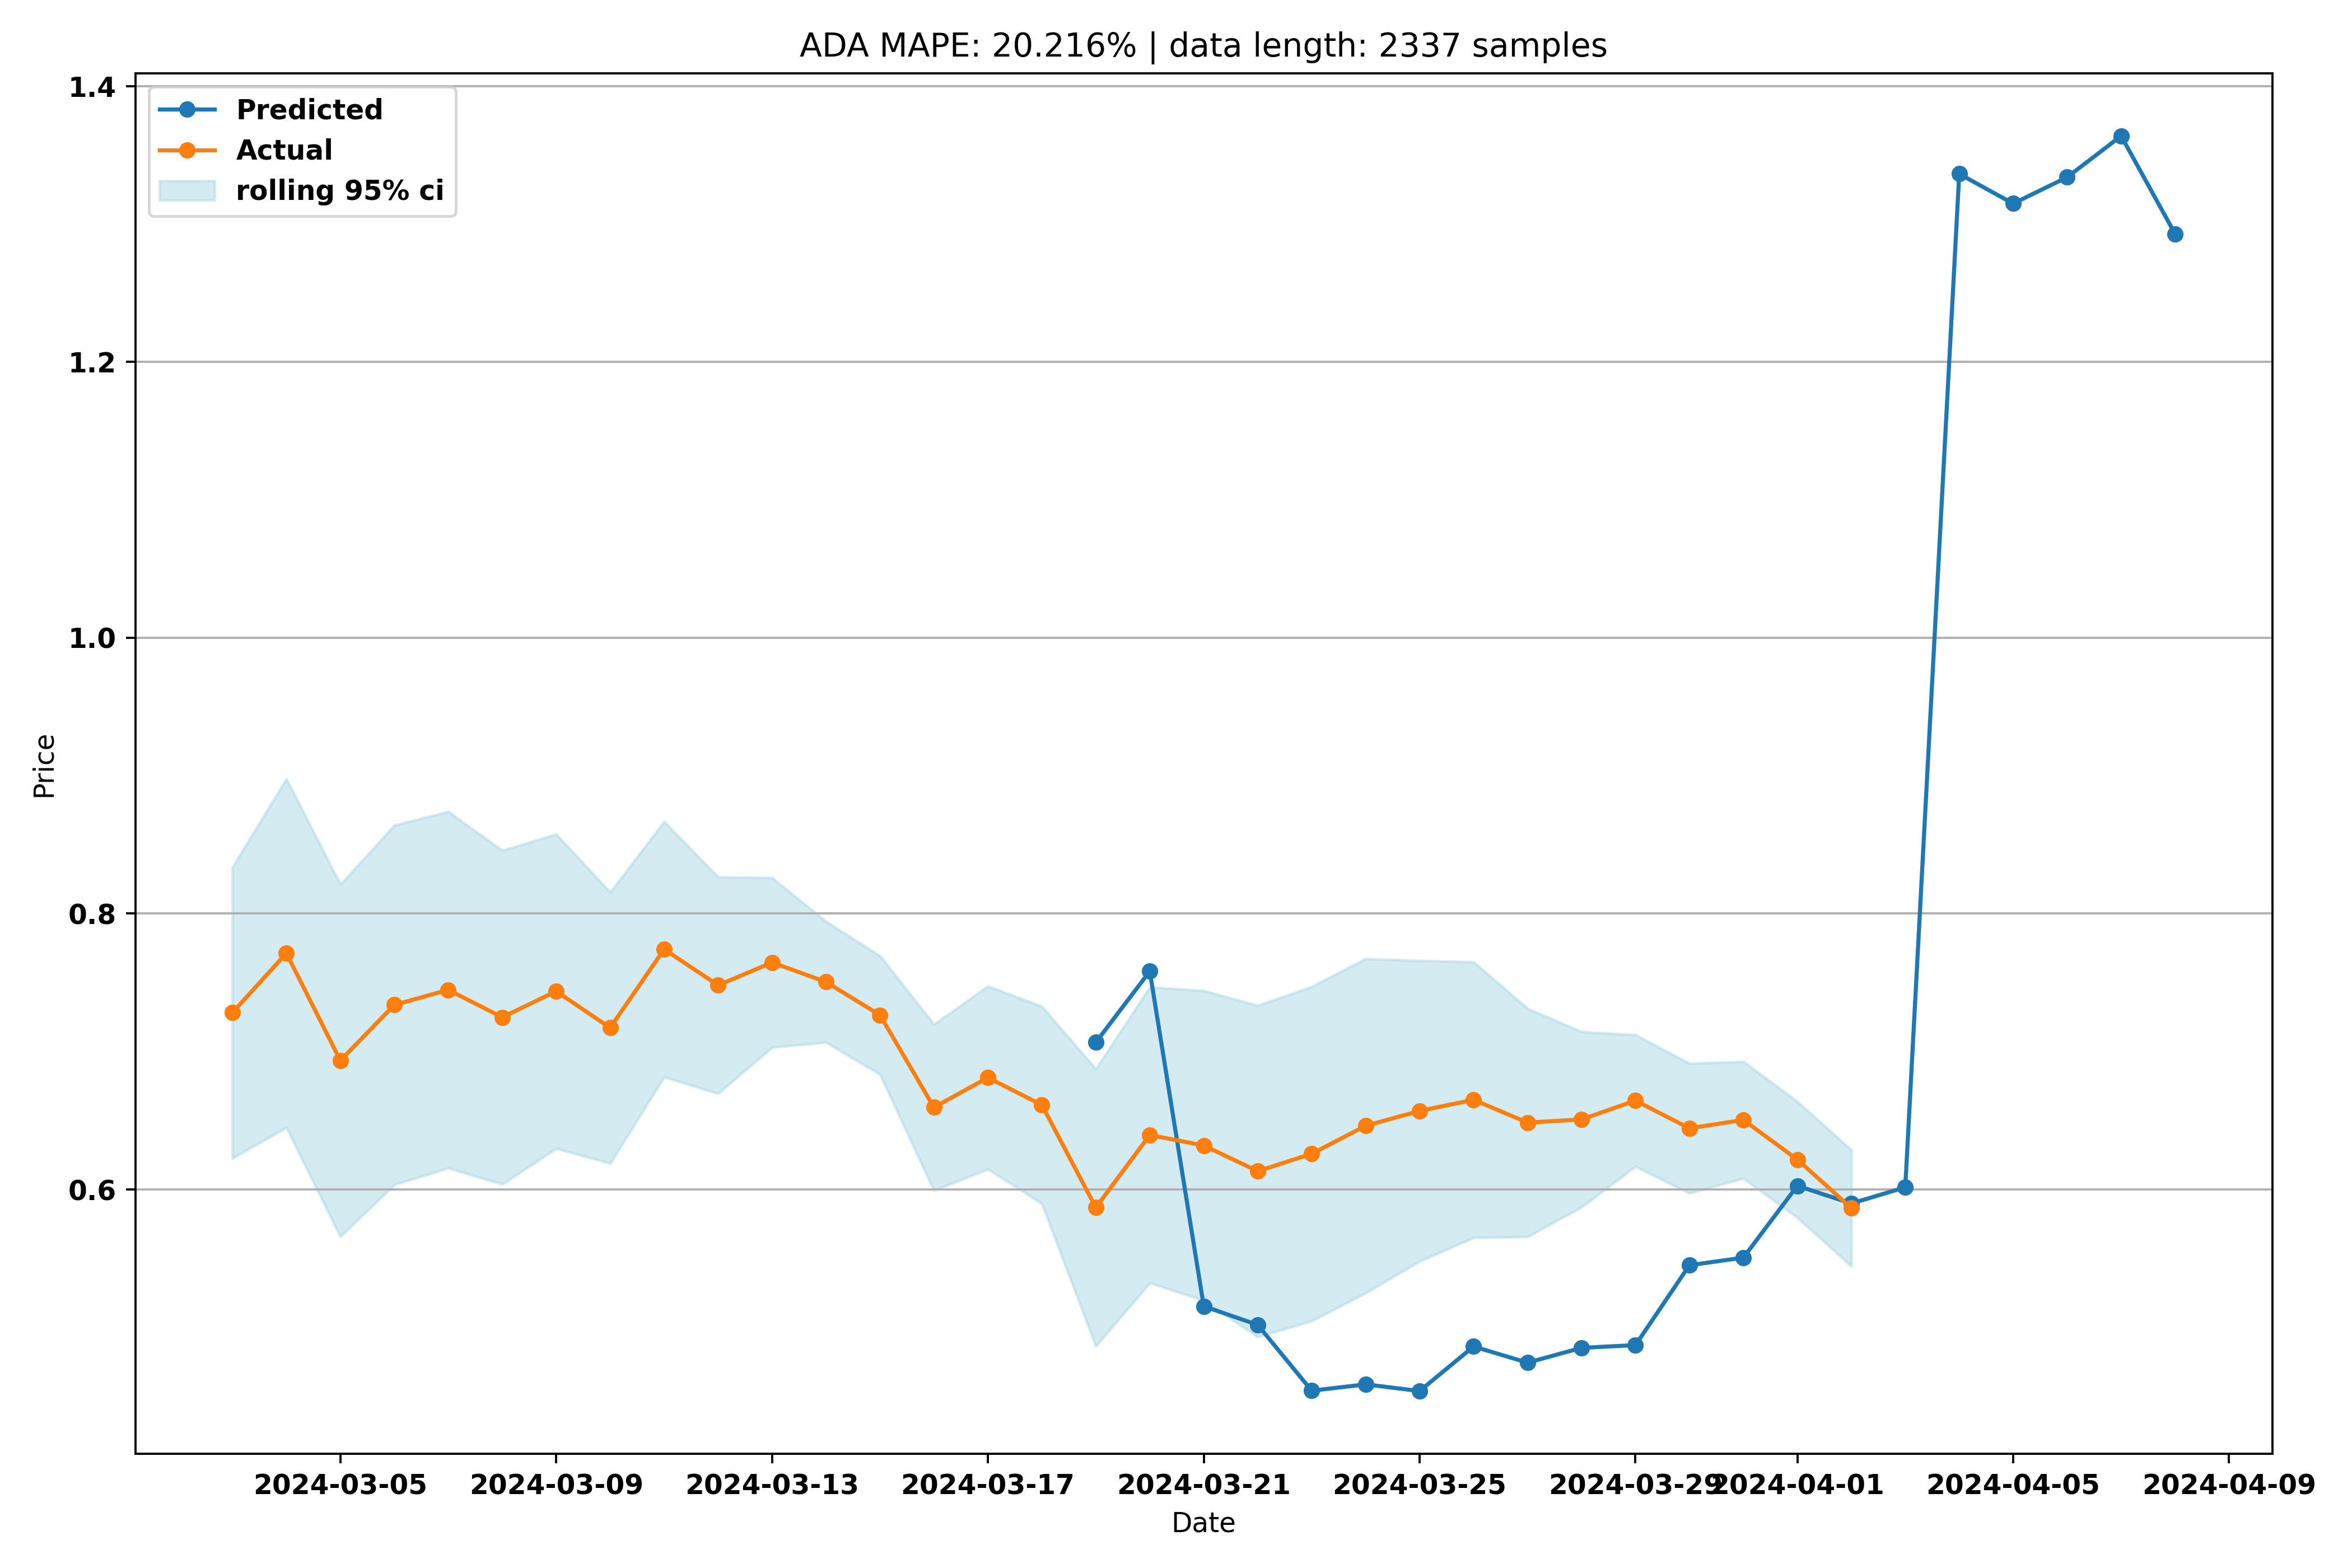 ADA MAPE: 20.216% | data length: 2337 samples
Predicted
Actual
rolling 95% ci
1.4
1.2
1.0
0.8
0.6
Price
2024-03-05 2024-03-09 2024-03-13 2024-03-17 2024-03-21 2024-03-25 2024-03-29 2024-04-01 2024-04-05 2024-04-09
Date